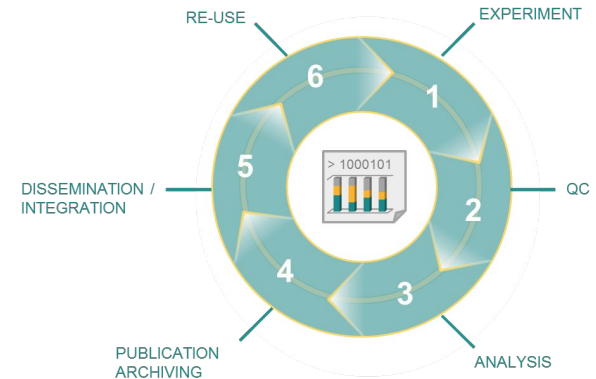 RE-USE
EXPERIMENT
6
1
> 1000101
5
DISSEMINATION /
INTEGRATION
QC
2
4
3
PUBLICATION
ARCHIVING
ANALYSIS